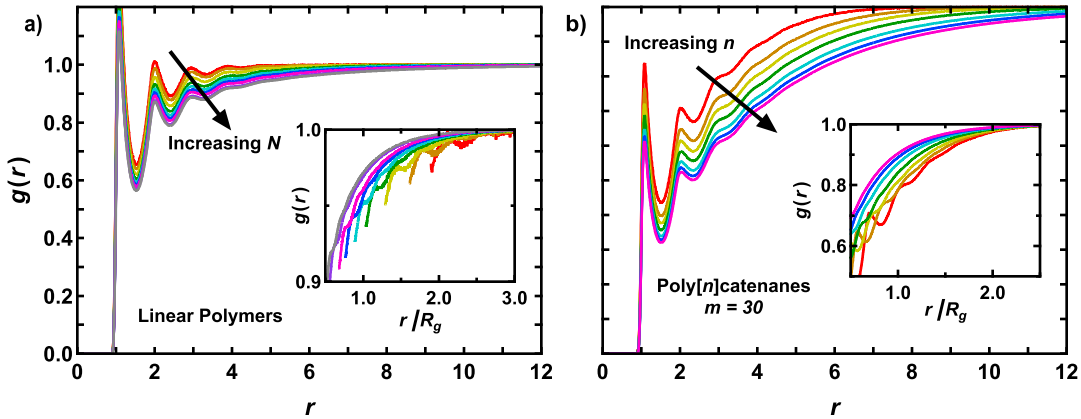 a)
1.0
0.8
0.6
0.4
0.2
0.0
g(r)
Increasing N
Linear Polymers
1.0
0.9
g(r)
1.0
2.0
3.0
r/Rg
0
2
4
6
8
10
12
r
b)
Increasing n
Poly[n]catenanes
m = 30
1.0
0.8
0.6
g(r)
1.0
2.0
r/Rg
0
2
4
6
8
10
12
r